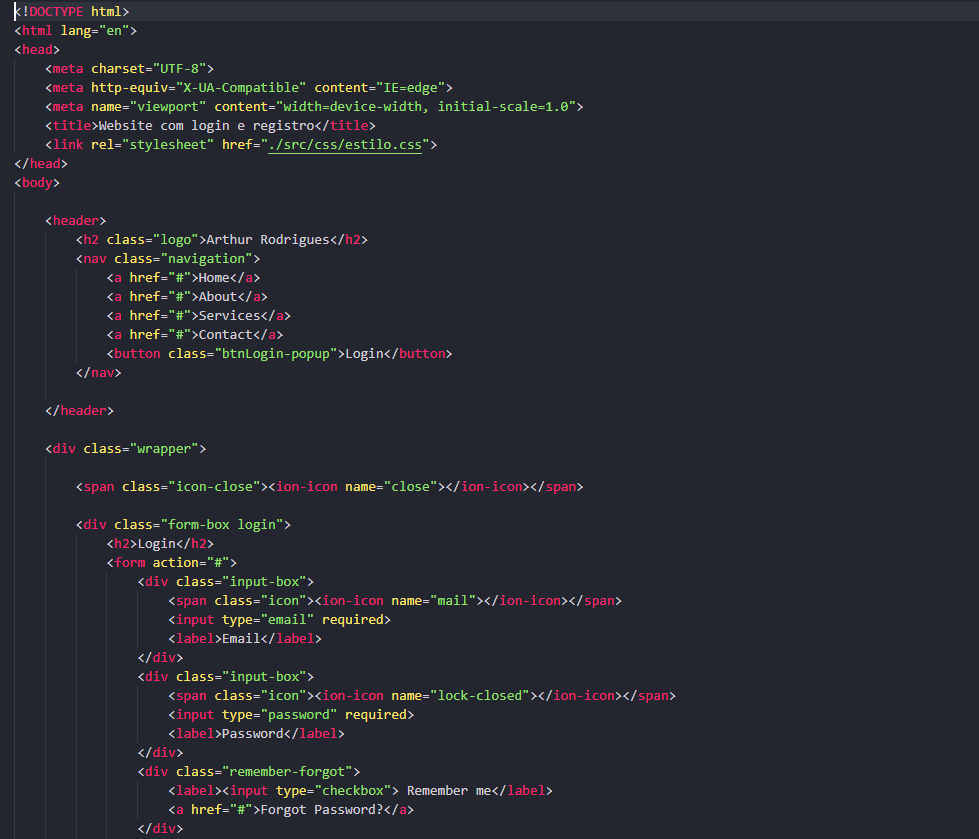 <!DOCTYPE html>
<html lang="en">
<head>
    <meta charset="UTF-8">
    <meta http-equiv="X-UA-Compatible" content="IE=edge">
    <meta name="viewport" content="width=device-width, initial-scale=1.0">
    <title>Website com login e registro</title>
    <link rel="stylesheet" href="./src/css/estilo.css">
</head>
<body>

    <header>
        <h2 class="logo">Arthur Rodrigues</h2>
        <nav class="navigation">
            <a href="#">Home</a>
            <a href="#">About</a>
            <a href="#">Services</a>
            <a href="#">Contact</a>
            <button class="btnLogin-popup">Login</button>
        </nav>

    </header>

    <div class="wrapper">

        <span class="icon-close"><ion-icon name="close"></ion-icon></span>

        <div class="form-box login">
            <h2>Login</h2>
            <form action="#">
                <div class="input-box">
                    <span class="icon"><ion-icon name="mail"></ion-icon></span>
                    <input type="email" required>
                    <label>Email</label>
                </div>
                <div class="input-box">
                    <span class="icon"><ion-icon name="lock-closed"></ion-icon></span>
                    <input type="password" required>
                    <label>Password</label>
                </div>
                <div class="remember-forgot">
                    <label><input type="checkbox"> Remember me</label>
                    <a href="#">Forgot Password?</a>
                </div>